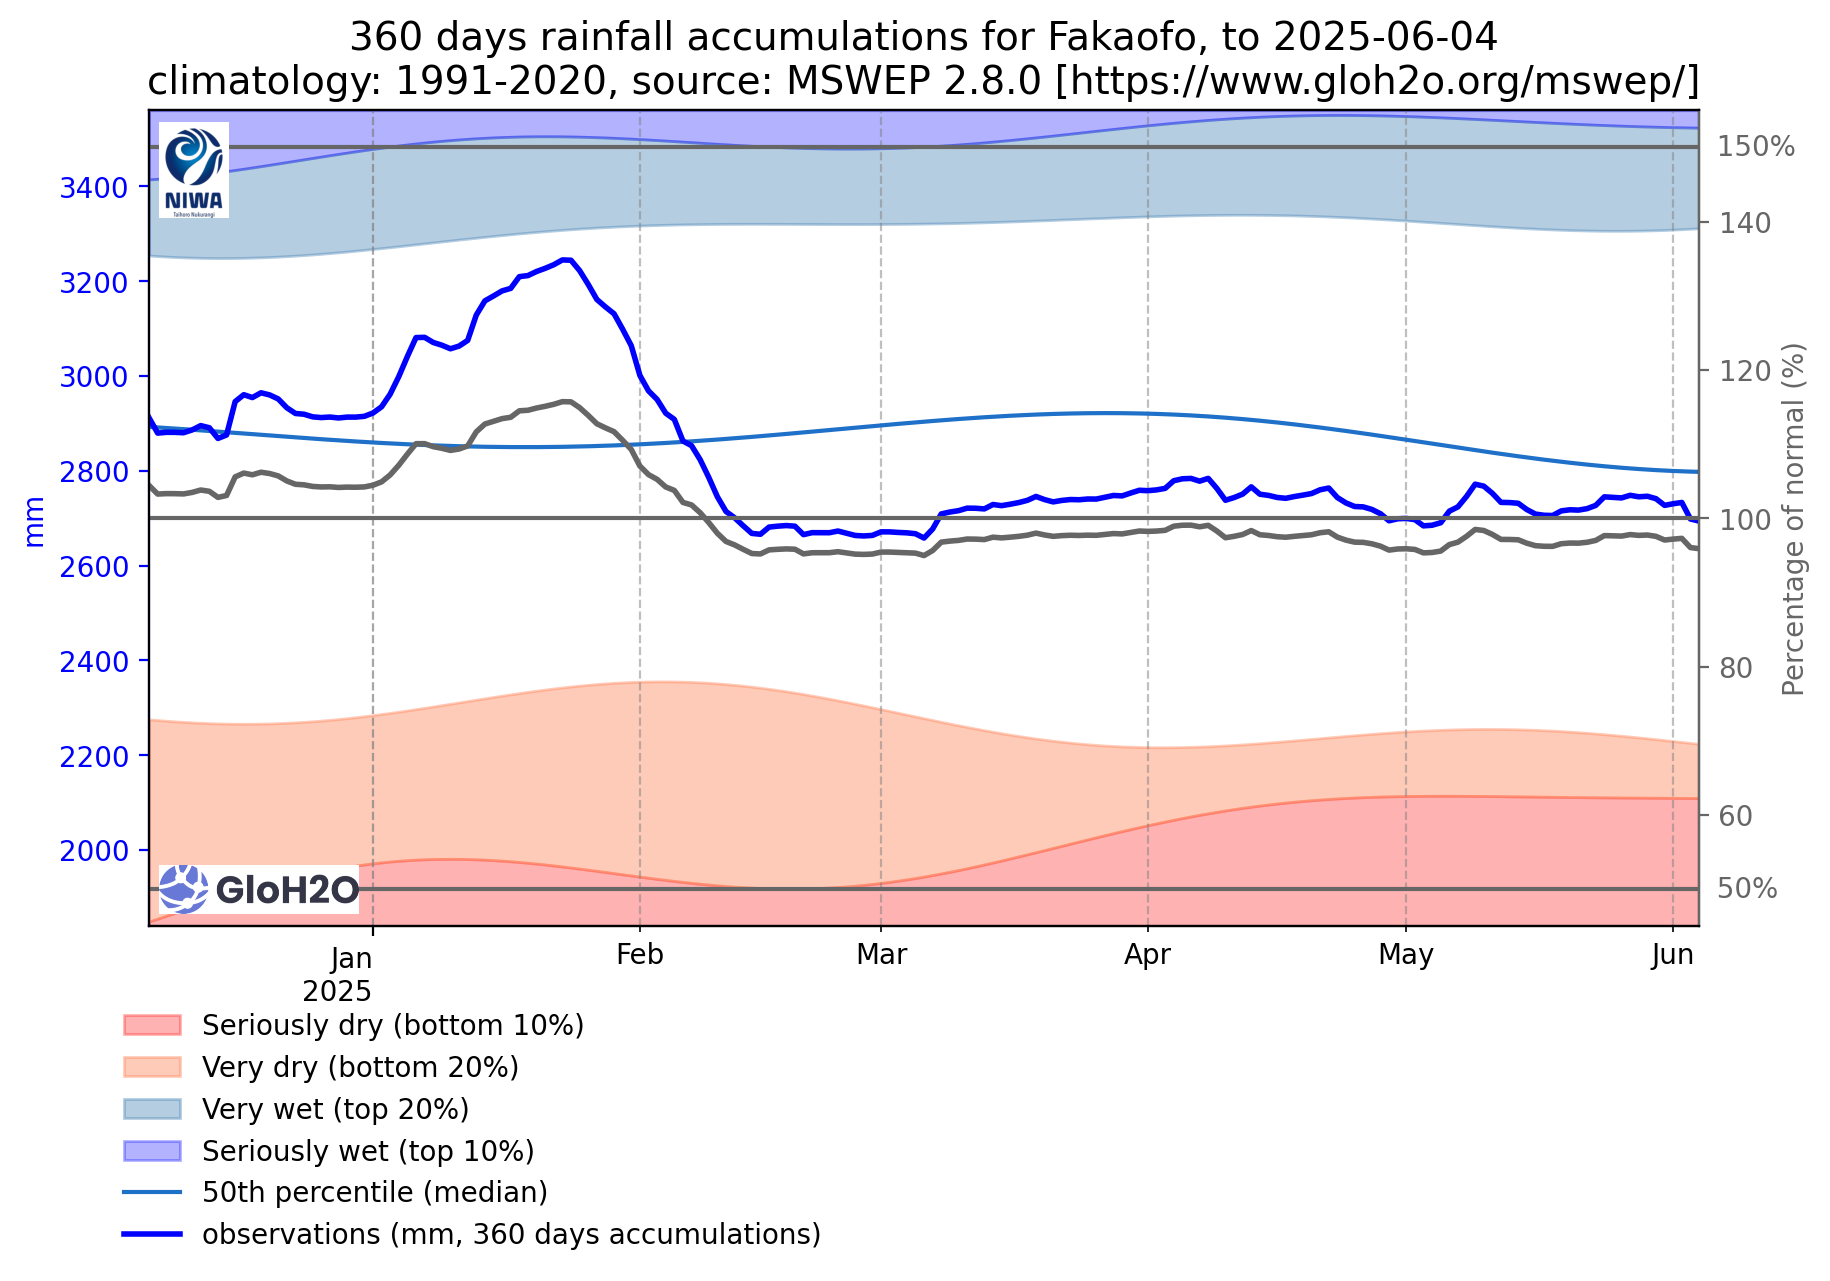 360 days rainfall accumulations for Fakaofo, to 2025-06-04
climatology: 1991-2020, source: MSWEP 2.8.0 [https://www.gloh2o.org/mswep/]
NIWA
Taihoro Nukurangi
3400
3200
3000
2800
2600
2400
2200
2000
mm
150%
140
120
100
80
60
50%
Percentage of normal (%)
GloH2O
Jan
2025
Feb
Mar
Apr
May
Jun
Seriously dry (bottom 10%)
Very dry (bottom 20%)
Very wet (top 20%)
Seriously wet (top 10%)
50th percentile (median)
observations (mm, 360 days accumulations)